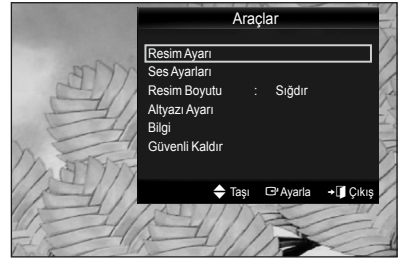 Araçlar
Resim Ayarı
Ses Ayarları
Resim Boyutu : Sığdır
Altyazı Ayarı
Bilgi
Güvenli Kaldır
Taşı Ayarla Çıkış